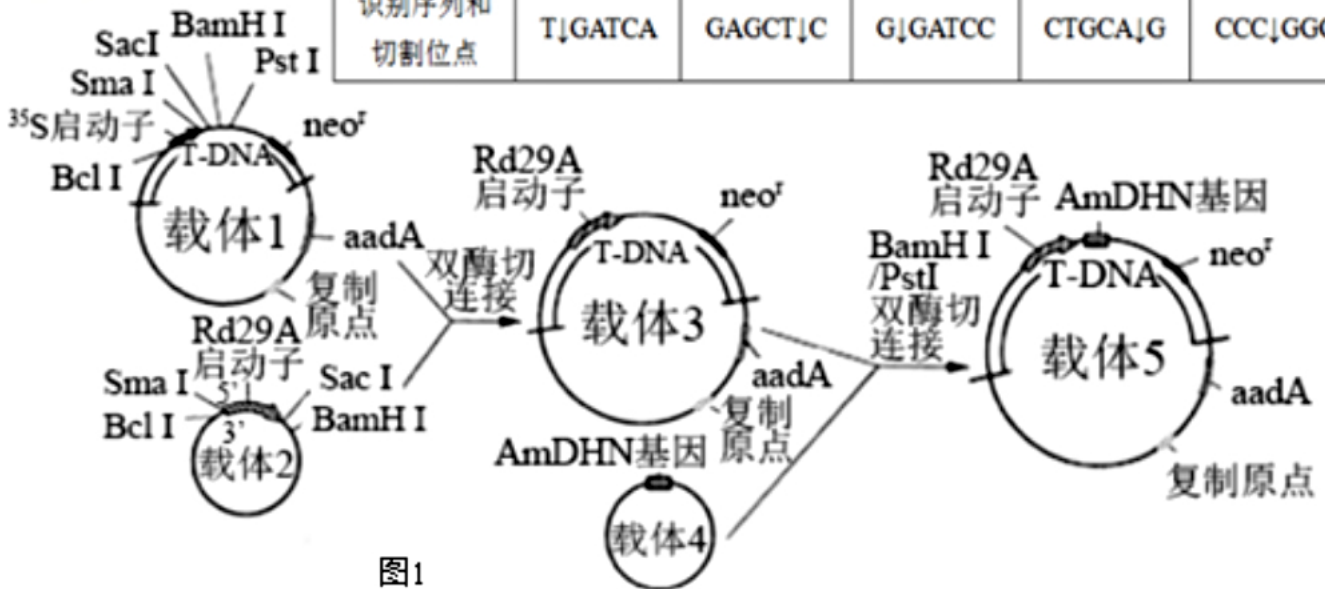 识别序列和
切割位点
T↓GATCA
GAGCT↓C
G↓GATCC
CTGCA↓G
CCC↓GGG
BamH I
SacI
Pst I
Sma I
³⁵S启动子
neoʳ
T-DNA
Bcl I
载体1
aadA
复制
原点
双酶切
连接
Rd29A
启动子
Sma I
5'
Sac I
Bcl I
3'
BamH I
载体2
Rd29A
启动子
neoʳ
T-DNA
载体3
aadA
复制
原点
AmDHN基因
载体4
BamH I
/PstI
双酶切
连接
Rd29A
启动子
AmDHN基因
neoʳ
T-DNA
载体5
aadA
复制原点
图1